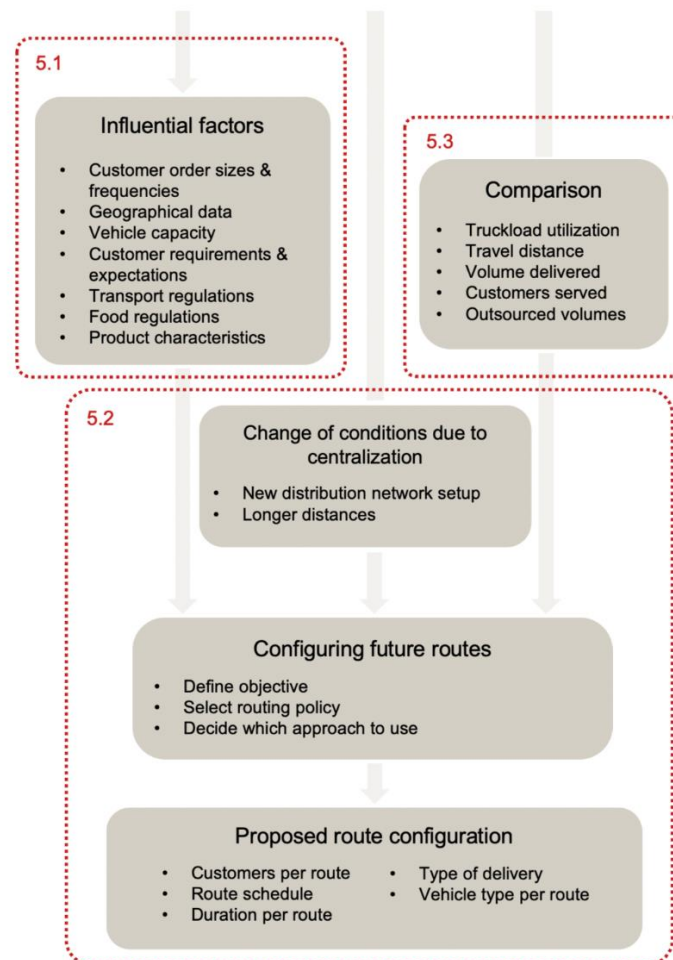 5.1
Influential factors
• Customer order sizes &
frequencies
• Geographical data
• Vehicle capacity
• Customer requirements &
expectations
• Transport regulations
• Food regulations
• Product characteristics
5.3
Comparison
• Truckload utilization
• Travel distance
• Volume delivered
• Customers served
• Outsourced volumes
5.2
Change of conditions due to
centralization
• New distribution network setup
• Longer distances
Configuring future routes
• Define objective
• Select routing policy
• Decide which approach to use
Proposed route configuration
• Customers per route
• Route schedule
• Duration per route
• Type of delivery
• Vehicle type per route